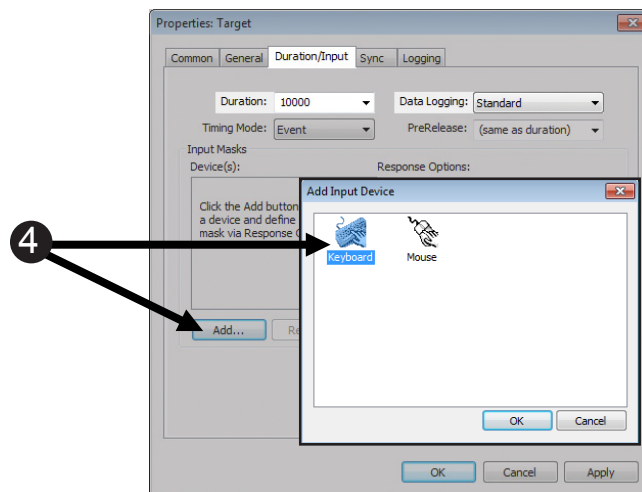 Properties: Target
Common General Duration/Input Sync Logging
Duration: 10000 Data Logging: Standard
Timing Mode: Event PreRelease: (same as duration)
Input Masks
Device(s): Response Options:
Add Input Device
Click the Add button
a device and define
mask via Response
Keyboard Mouse
4
Add... Re
OK Cancel
OK Cancel Apply